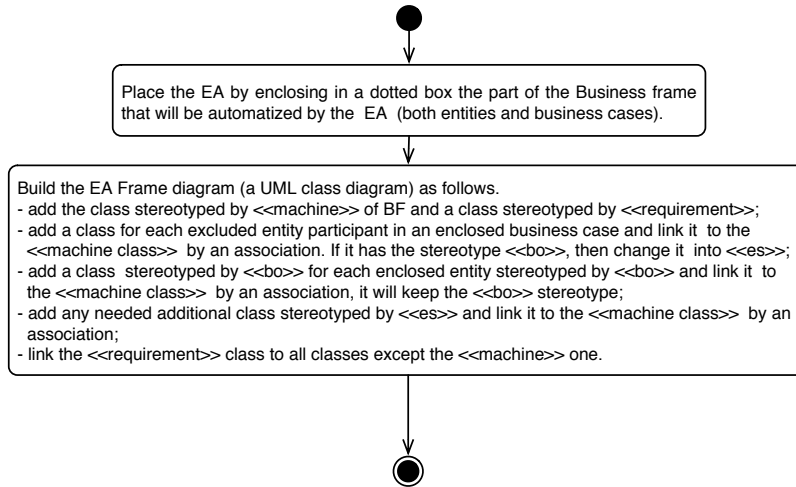 Place the EA by enclosing in a dotted box the part of the Business frame
that will be automatized by the EA (both entities and business cases).
Build the EA Frame diagram (a UML class diagram) as follows.
- add the class stereotyped by <<machine>> of BF and a class stereotyped by <<requirement>>;
- add a class for each excluded entity participant in an enclosed business case and link it to the
<<machine class>> by an association. If it has the stereotype <<bo>>, then change it into <<es>>;
- add a class stereotyped by <<bo>> for each enclosed entity stereotyped by <<bo>> and link it to
the <<machine class>> by an association, it will keep the <<bo>> stereotype;
- add any needed additional class stereotyped by <<es>> and link it to the <<machine class>> by an
association;
- link the <<requirement>> class to all classes except the <<machine>> one.